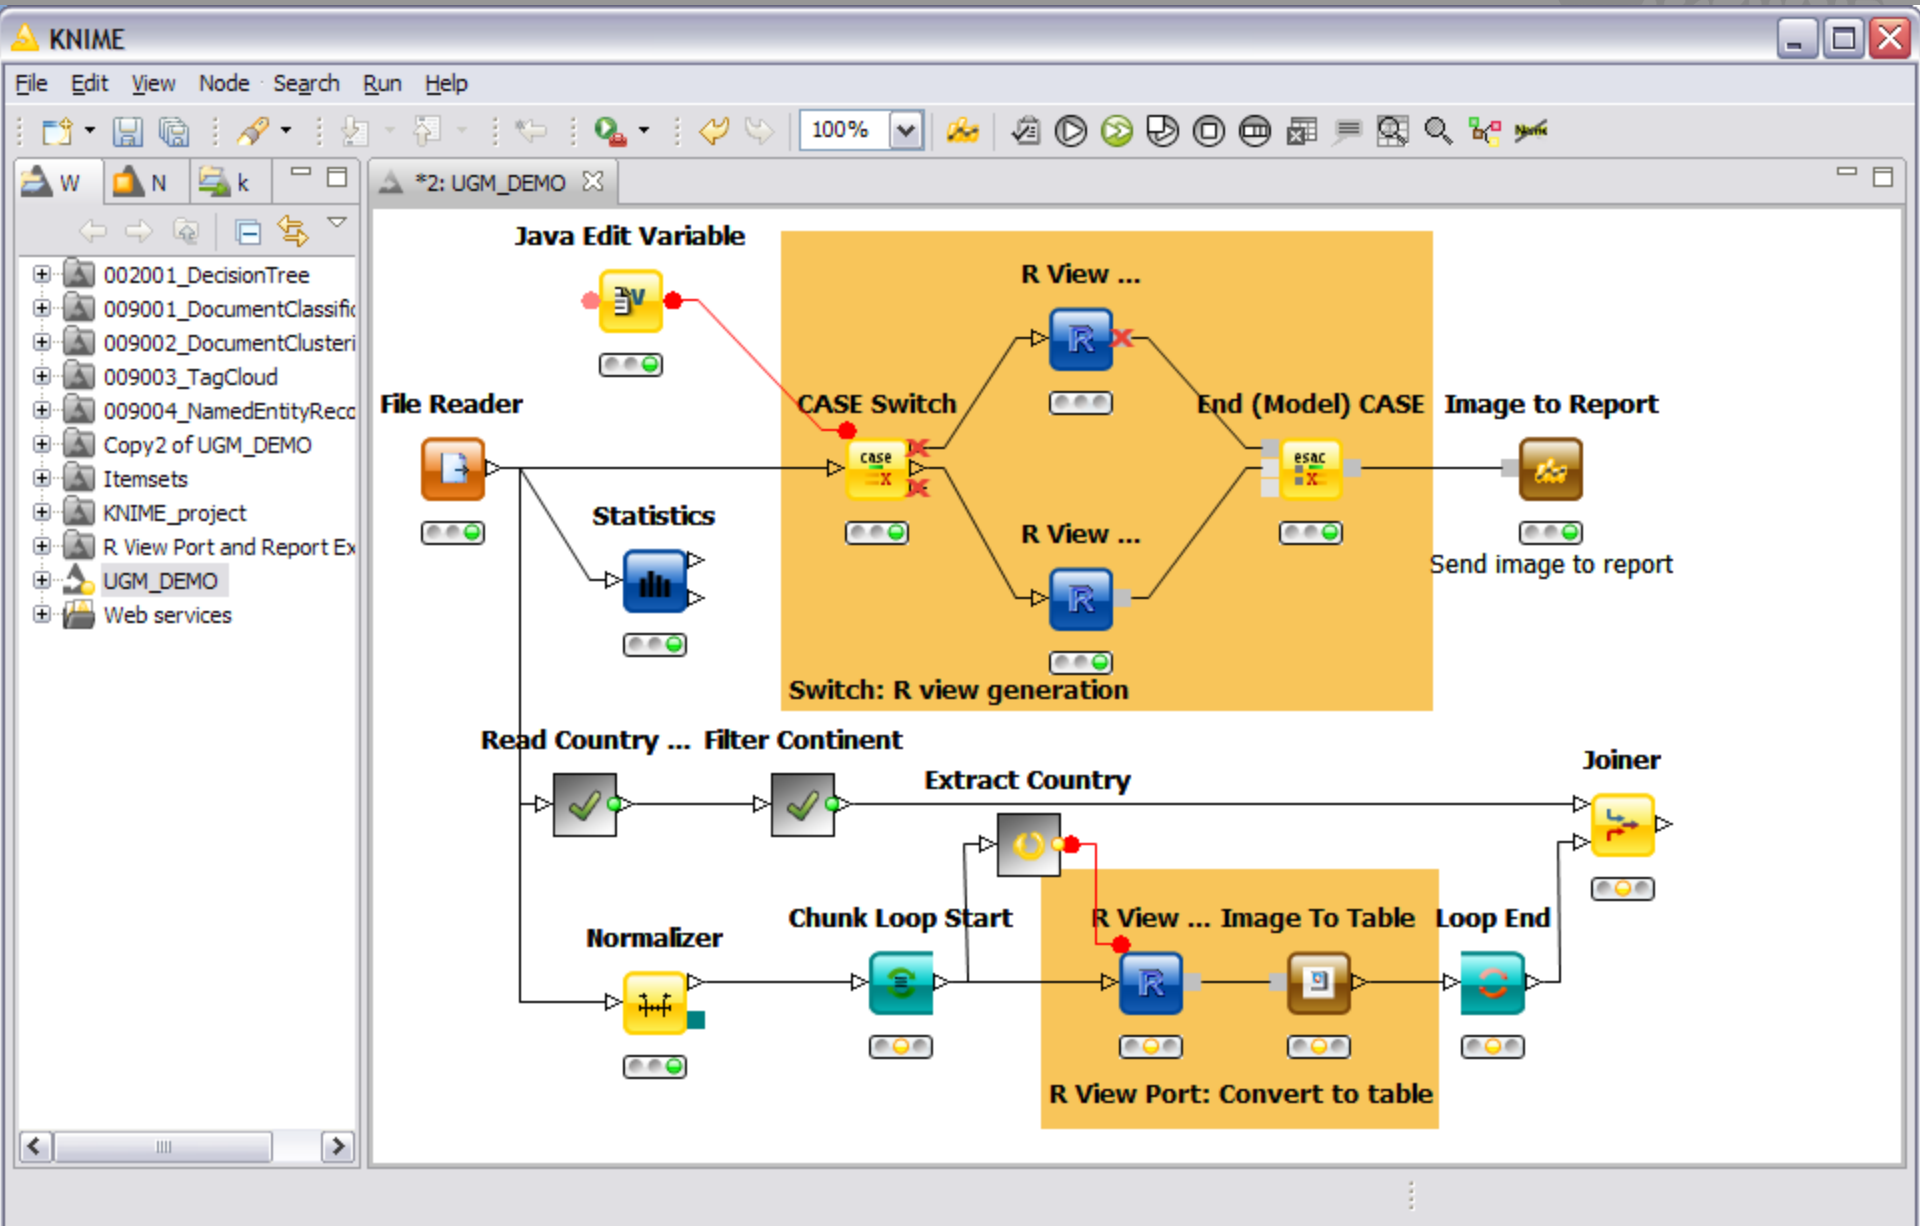 KNIME
File Edit View Node Search Run Help
100%
W N k
*2: UGM_DEMO
002001_DecisionTree
009001_DocumentClassific
009002_DocumentClusteri
009003_TagCloud
009004_NamedEntityReco
Copy2 of UGM_DEMO
Itemsets
KNIME_project
R View Port and Report Ex
UGM_DEMO
Web services
Java Edit Variable
V
R View ...
R
File Reader
CASE Switch
End (Model) CASE
Image to Report
case
x
esac
x
Send image to report
Statistics
R View ...
R
Switch: R view generation
Read Country ... Filter Continent
Extract Country
Joiner
Normalizer
Chunk Loop Start
R View ... Image To Table
Loop End
R
R View Port: Convert to table